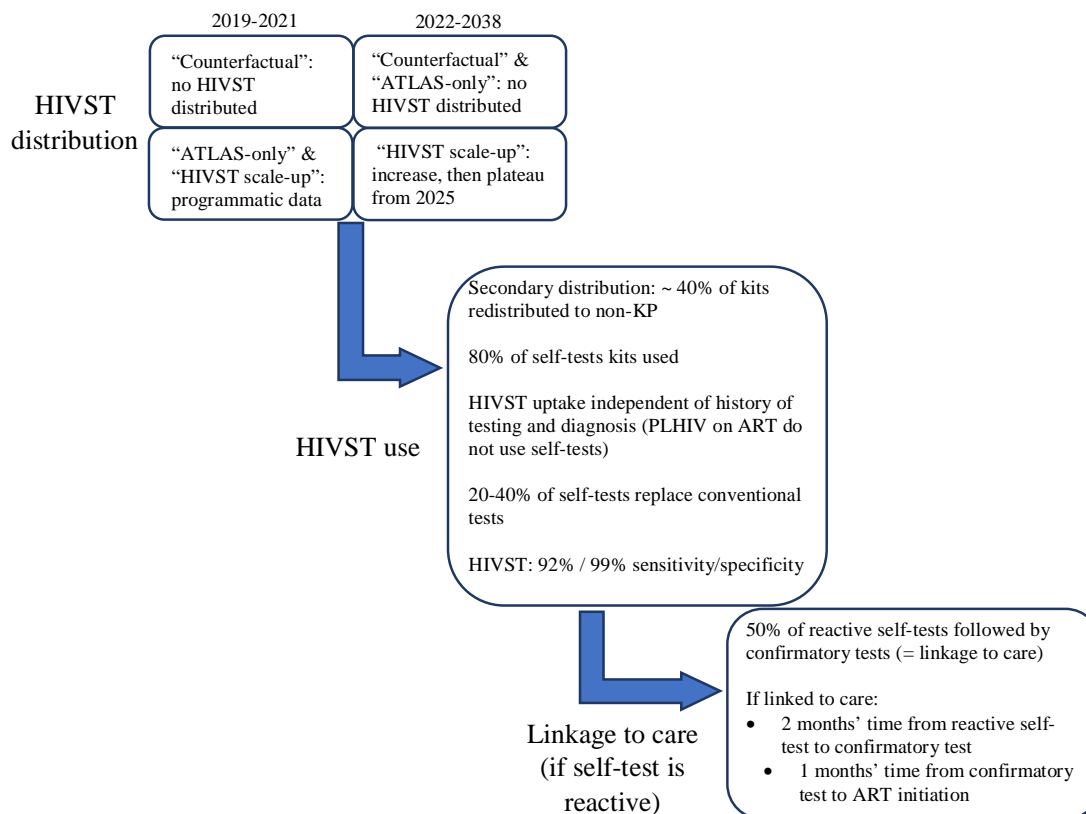 2019-2021
2022-2038
HIVST
distribution
“Counterfactual”:
no HIVST
distributed
“Counterfactual” &
“ATLAS-only”: no
HIVST distributed
“ATLAS-only” &
“HIVST scale-up”:
programmatic data
“HIVST scale-up”:
increase, then plateau
from 2025
HIVST use
Secondary distribution: ~ 40% of kits
redistributed to non-KP
80% of self-tests kits used
HIVST uptake independent of history of
testing and diagnosis (PLHIV on ART do
not use self-tests)
20-40% of self-tests replace conventional
tests
HIVST: 92% / 99% sensitivity/specificity
Linkage to care
(if self-test is
reactive)
50% of reactive self-tests followed by
confirmatory tests (= linkage to care)
If linked to care:
• 2 months’ time from reactive self-
test to confirmatory test
• 1 months’ time from confirmatory
test to ART initiation